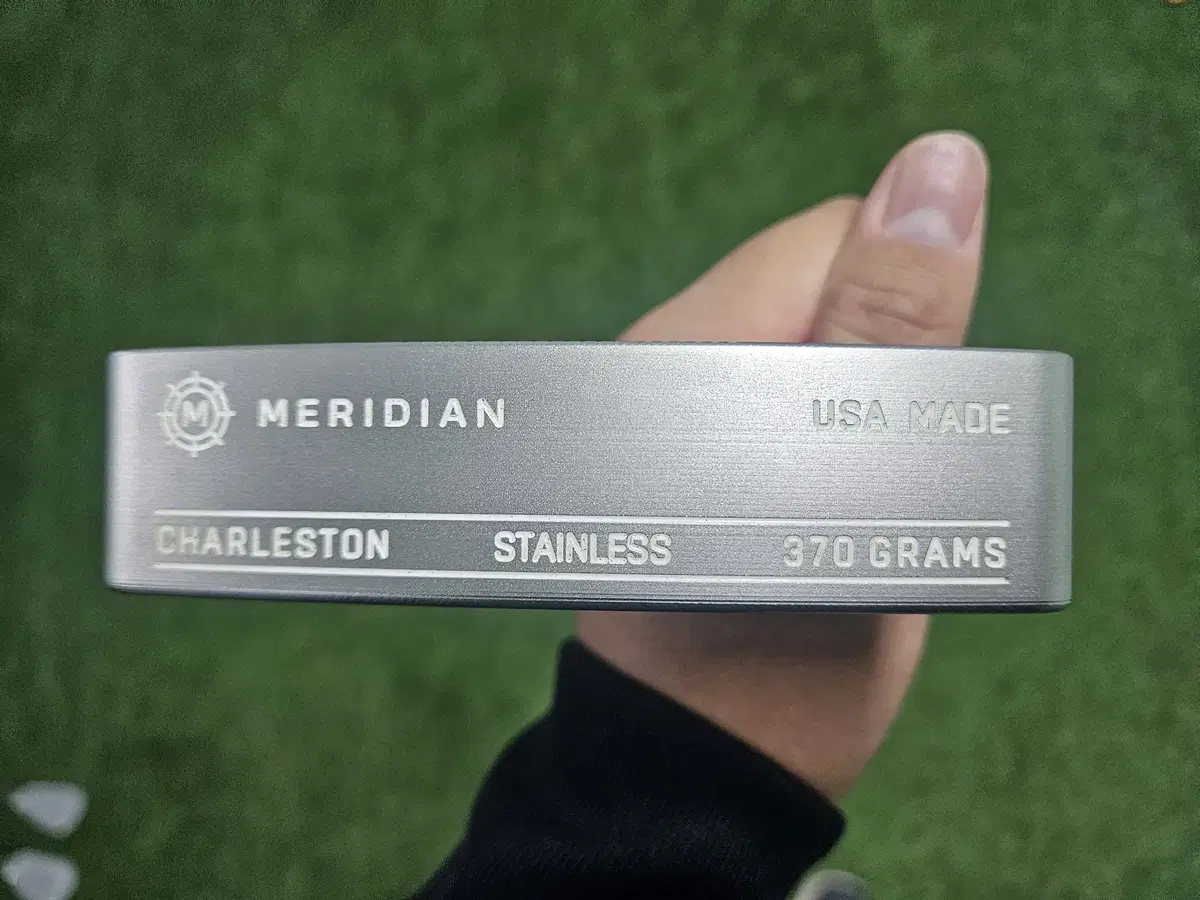 M MERIDIAN USA MADE
CHARLESTON STAINLESS 370 GRAMS